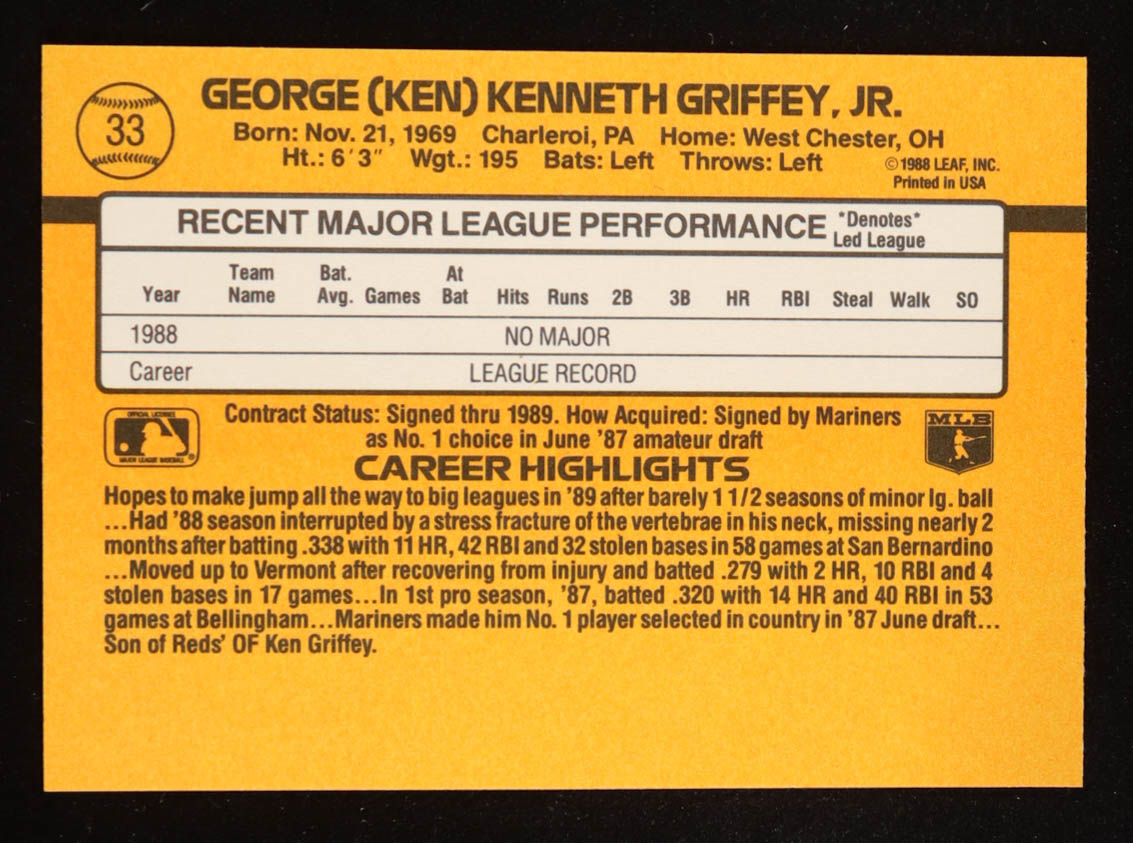 33
GEORGE (KEN) KENNETH GRIFFEY, JR.
Born: Nov. 21, 1969 Charleroi, PA Home: West Chester, OH
Ht.: 6'3" Wgt.: 195 Bats: Left Throws: Left
©1988 LEAF, INC.
Printed in USA
RECENT MAJOR LEAGUE PERFORMANCE *Denotes*
Led League
Year Team Name Bat. Avg. Games At Bat Hits Runs 2B 3B HR RBI Steal Walk SO
1988 NO MAJOR
Career LEAGUE RECORD
OFFICIAL LICENSEE
MAJOR LEAGUE BASEBALL ®
MLB
Contract Status: Signed thru 1989. How Acquired: Signed by Mariners
as No. 1 choice in June '87 amateur draft
CAREER HIGHLIGHTS
Hopes to make jump all the way to big leagues in '89 after barely 1 1/2 seasons of minor lg. ball
...Had '88 season interrupted by a stress fracture of the vertebrae in his neck, missing nearly 2
months after batting .338 with 11 HR, 42 RBI and 32 stolen bases in 58 games at San Bernardino
...Moved up to Vermont after recovering from injury and batted .279 with 2 HR, 10 RBI and 4
stolen bases in 17 games...In 1st pro season, '87, batted .320 with 14 HR and 40 RBI in 53
games at Bellingham...Mariners made him No. 1 player selected in country in '87 June draft...
Son of Reds' OF Ken Griffey.